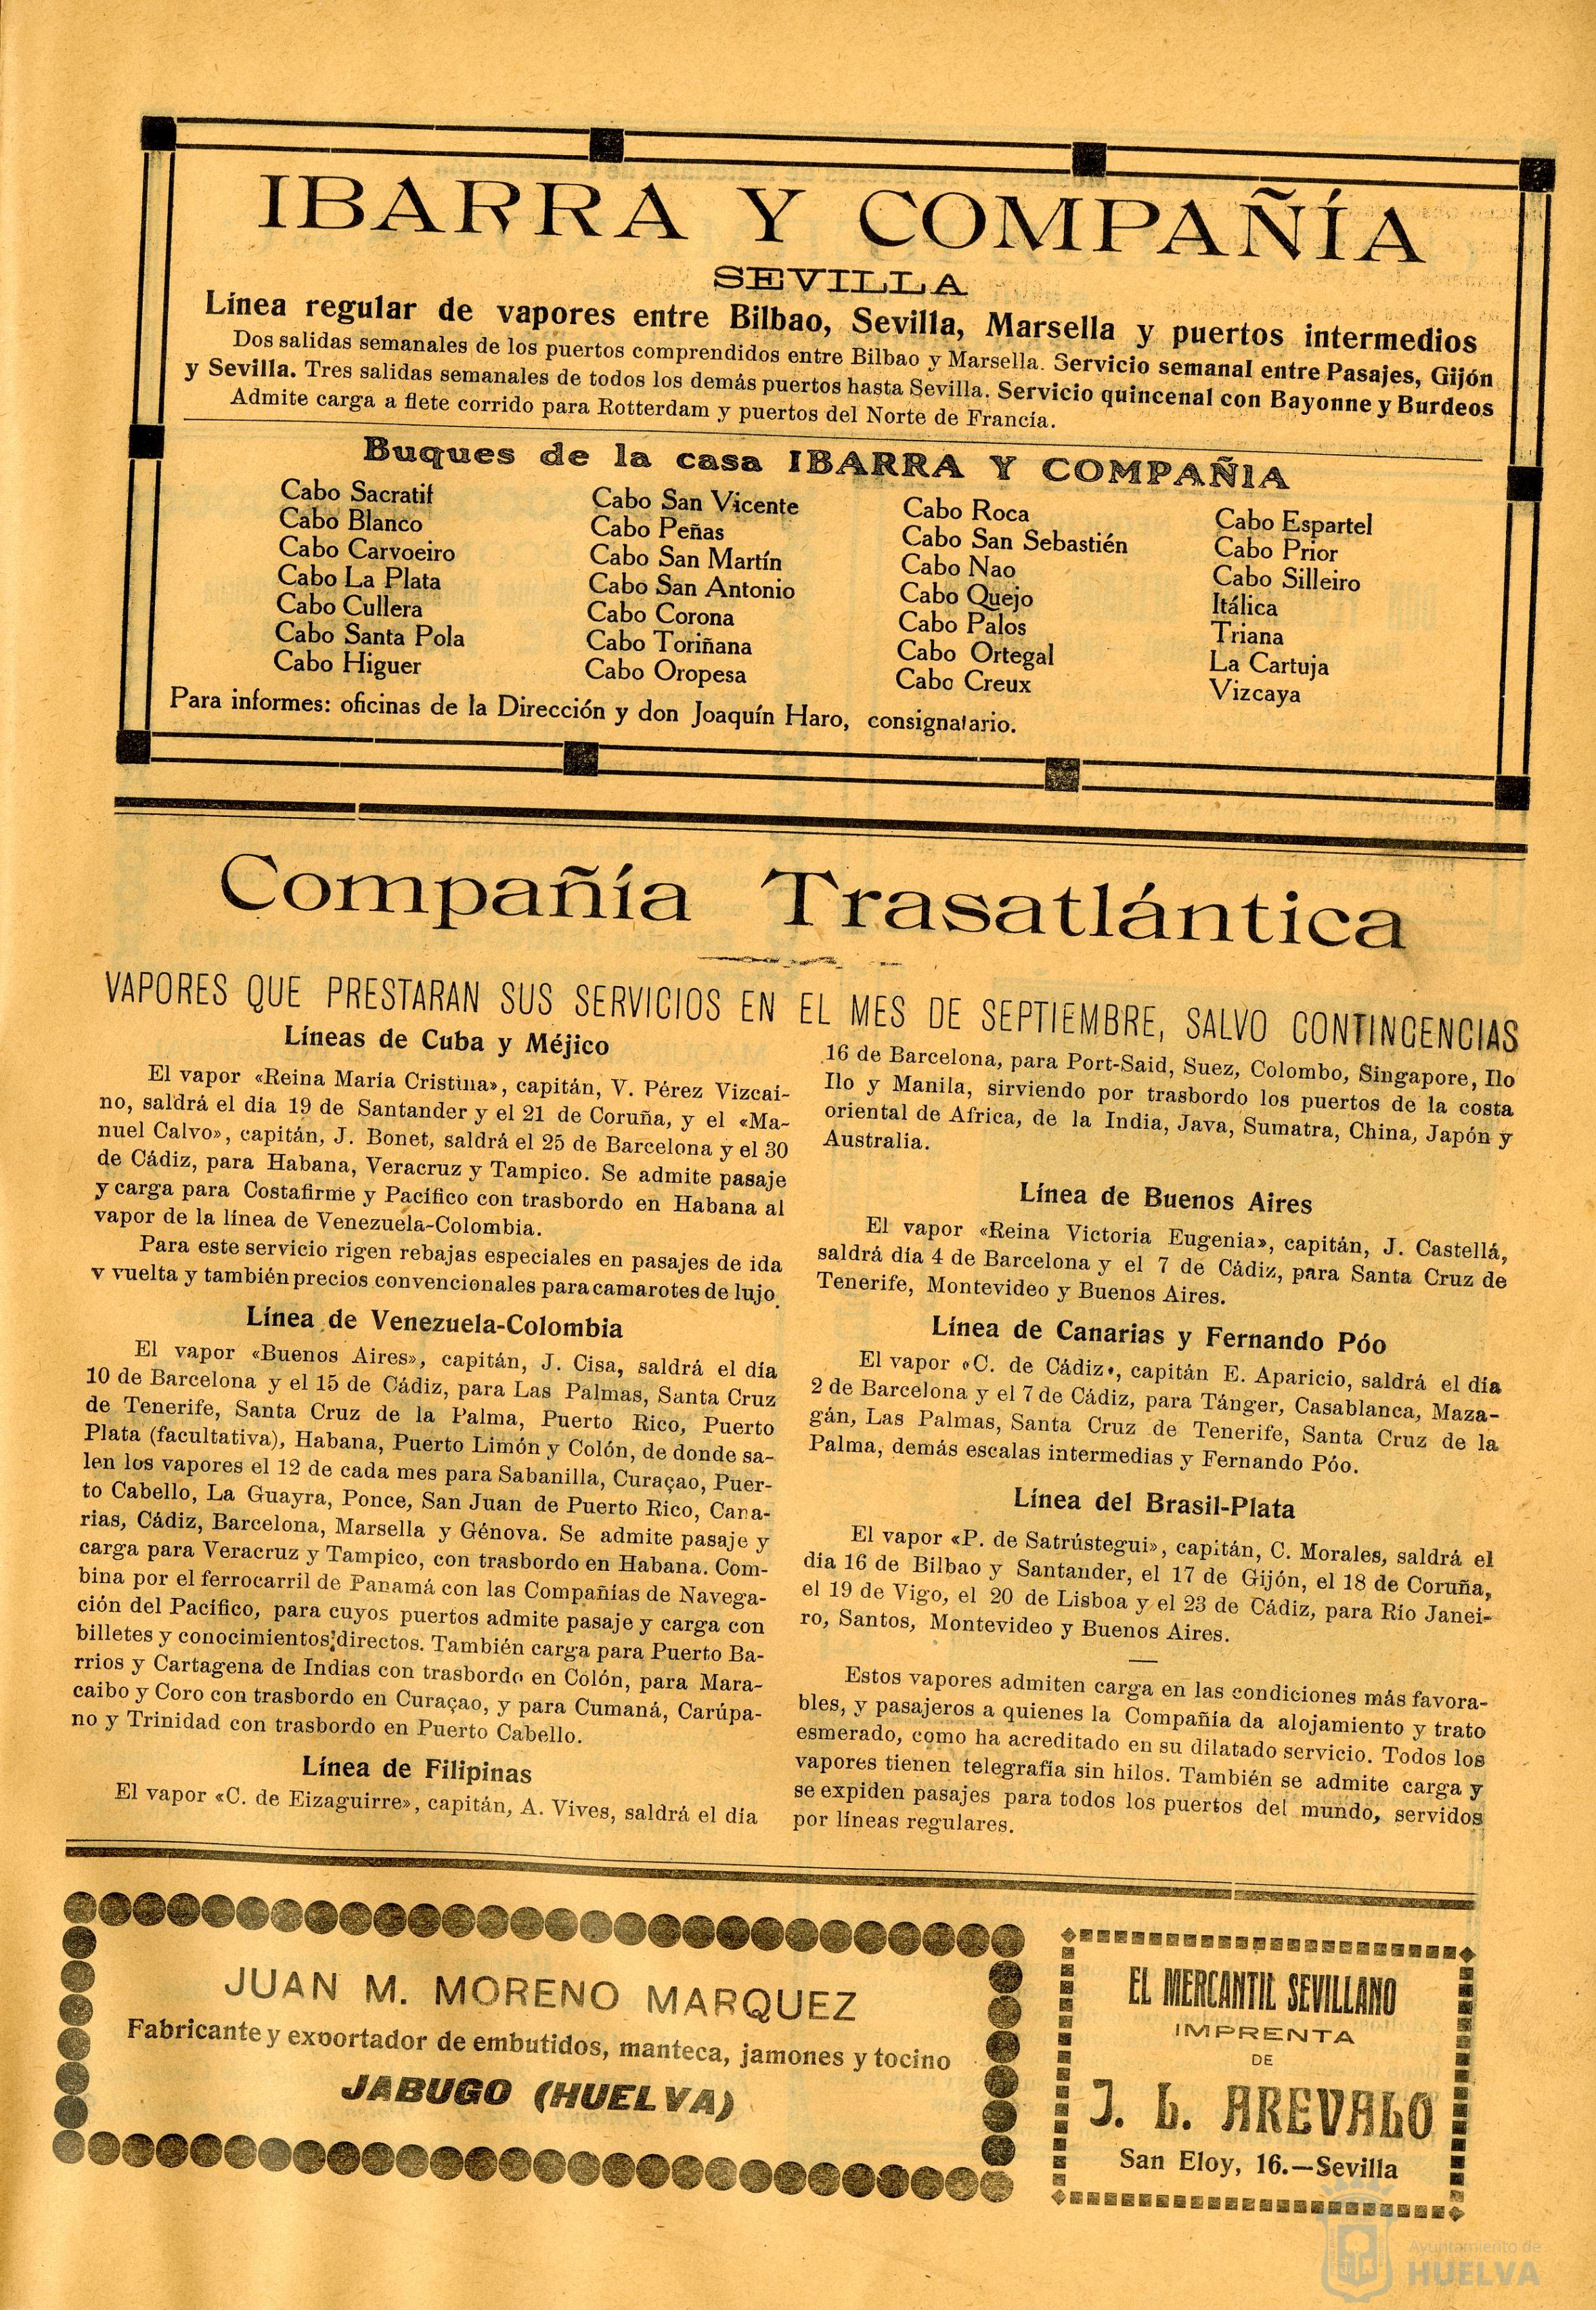 IBARRA Y COMPAÑÍA
SEVILLA
Línea regular de vapores entre Bilbao, Sevilla, Marsella y puertos intermedios
Dos salidas semanales de los puertos comprendidos entre Bilbao y Marsella. Servicio semanal entre Pasajes, Gijón
y Sevilla. Tres salidas semanales de todos los demás puertos hasta Sevilla. Servicio quincenal con Bayonne y Burdeos
Admite carga a flete corrido para Rotterdam y puertos del Norte de Francia.
Buques de la casa IBARRA Y COMPAÑIA
Cabo Sacratif
Cabo Blanco
Cabo Carvoeiro
Cabo La Plata
Cabo Cullera
Cabo Santa Pola
Cabo Higuer
Cabo San Vicente
Cabo Peñas
Cabo San Martín
Cabo San Antonio
Cabo Corona
Cabo Toriñana
Cabo Oropesa
Cabo Roca
Cabo San Sebastién
Cabo Nao
Cabo Quejo
Cabo Palos
Cabo Ortegal
Cabo Creux
Cabo Espartel
Cabo Prior
Cabo Silleiro
Itálica
Triana
La Cartuja
Vizcaya
Para informes: oficinas de la Dirección y don Joaquín Haro, consignatario.
Compañía Trasatlántica
VAPORES QUE PRESTARAN SUS SERVICIOS EN EL MES DE SEPTIEMBRE, SALVO CONTINGENCIAS
Líneas de Cuba y Méjico
El vapor «Reina María Cristina», capitán, V. Pérez Vizcai-
no, saldrá el día 19 de Santander y el 21 de Coruña, y el «Ma-
nuel Calvo», capitán, J. Bonet, saldrá el 25 de Barcelona y el 30
de Cádiz, para Habana, Veracruz y Tampico. Se admite pasaje
y carga para Costafirme y Pacífico con trasbordo en Habana al
vapor de la línea de Venezuela-Colombia.
Para este servicio rigen rebajas especiales en pasajes de ida
v vuelta y también precios convencionales para camarotes de lujo.
Línea de Venezuela-Colombia
El vapor «Buenos Aires», capitán, J. Cisa, saldrá el día
10 de Barcelona y el 15 de Cádiz, para Las Palmas, Santa Cruz
de Tenerife, Santa Cruz de la Palma, Puerto Rico, Puerto
Plata (facultativa), Habana, Puerto Limón y Colón, de donde sa-
len los vapores el 12 de cada mes para Sabanilla, Curaçao, Puer-
to Cabello, La Guayra, Ponce, San Juan de Puerto Rico, Cana-
rias, Cádiz, Barcelona, Marsella y Génova. Se admite pasaje y
carga para Veracruz y Tampico, con trasbordo en Habana. Com-
bina por el ferrocarril de Panamá con las Compañías de Navega-
ción del Pacífico, para cuyos puertos admite pasaje y carga con
billetes y conocimientos directos. También carga para Puerto Ba-
rrios y Cartagena de Indias con trasbordo en Colón, para Mara-
caibo y Coro con trasbordo en Curaçao, y para Cumaná, Carúpa-
no y Trinidad con trasbordo en Puerto Cabello.
Línea de Filipinas
El vapor «C. de Eizaguirre», capitán, A. Vives, saldrá el día
16 de Barcelona, para Port-Said, Suez, Colombo, Singapore, Ilo
Ilo y Manila, sirviendo por trasbordo los puertos de la costa
oriental de Africa, de la India, Java, Sumatra, China, Japón y
Australia.
Línea de Buenos Aires
El vapor «Reina Victoria Eugenia», capitán, J. Castellá,
saldrá día 4 de Barcelona y el 7 de Cádiz, para Santa Cruz de
Tenerife, Montevideo y Buenos Aires.
Línea de Canarias y Fernando Póo
El vapor «C. de Cádiz», capitán E. Aparicio, saldrá el día
2 de Barcelona y el 7 de Cádiz, para Tánger, Casablanca, Maza-
gán, Las Palmas, Santa Cruz de Tenerife, Santa Cruz de la
Palma, demás escalas intermedias y Fernando Póo.
Línea del Brasil-Plata
El vapor «P. de Satrústegui», capitán, C. Morales, saldrá el
día 16 de Bilbao y Santander, el 17 de Gijón, el 18 de Coruña,
el 19 de Vigo, el 20 de Lisboa y el 23 de Cádiz, para Río Janei-
ro, Santos, Montevideo y Buenos Aires.
Estos vapores admiten carga en las condiciones más favora-
bles, y pasajeros a quienes la Compañía da alojamiento y trato
esmerado, como ha acreditado en su dilatado servicio. Todos los
vapores tienen telegrafía sin hilos. También se admite carga y
se expiden pasajes para todos los puertos del mundo, servidos
por líneas regulares.
JUAN M. MORENO MARQUEZ
Fabricante y exportador de embutidos, manteca, jamones y tocino
JABUGO (HUELVA)
EL MERCANTIL SEVILLANO
IMPRENTA
DE
J. L. AREVALO
San Eloy, 16.—Sevilla
Ayuntamiento de
HUELVA